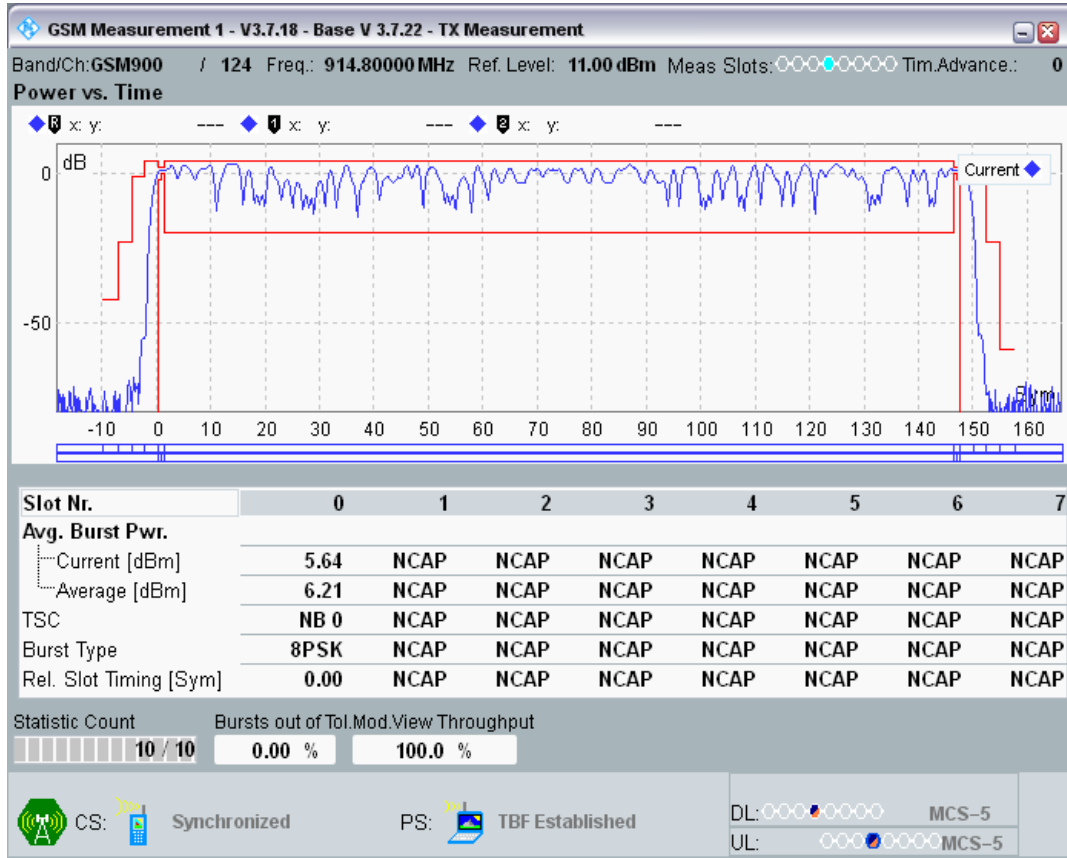 GSM Measurement 1 - V3.7.18 - Base V 3.7.22 - TX Measurement
Band/Ch:GSM900 / 124 Freq.: 914.80000 MHz Ref. Level: 11.00 dBm Meas Slots: Tim.Advance.: 0
Power vs. Time
R x: y: --- 1 x: y: --- 2 x: y: ---
dB
Current
0
-50
-10 0 10 20 30 40 50 60 70 80 90 100 110 120 130 140 150 160
Slot Nr. 0 1 2 3 4 5 6 7
Avg. Burst Pwr.
Current [dBm] 5.64 NCAP NCAP NCAP NCAP NCAP NCAP NCAP
Average [dBm] 6.21 NCAP NCAP NCAP NCAP NCAP NCAP NCAP
TSC NB 0 NCAP NCAP NCAP NCAP NCAP NCAP NCAP
Burst Type 8PSK NCAP NCAP NCAP NCAP NCAP NCAP NCAP
Rel. Slot Timing [Sym] 0.00 NCAP NCAP NCAP NCAP NCAP NCAP NCAP
Statistic Count Bursts out of Tol. Mod.View Throughput
10 / 10 0.00 % 100.0 %
CS: Synchronized PS: TBF Established DL: MCS-5
UL: MCS-5